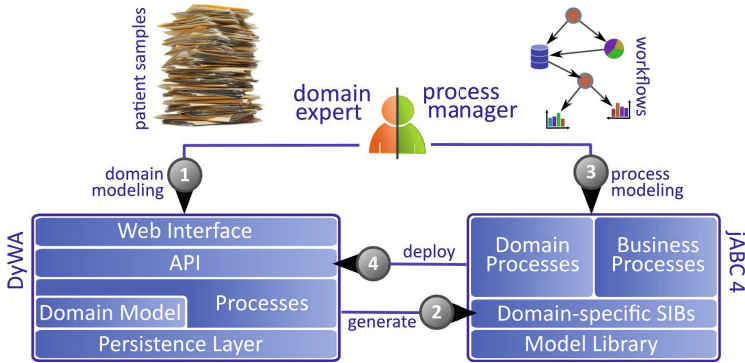 patient samples
workflows
domain
expert
process
manager
domain
modeling
1
3
process
modeling
DyWA
Web Interface
API
Processes
Domain Model
Persistence Layer
4
deploy
generate
2
jABC 4
Domain
Processes
Business
Processes
Domain-specific SIBs
Model Library